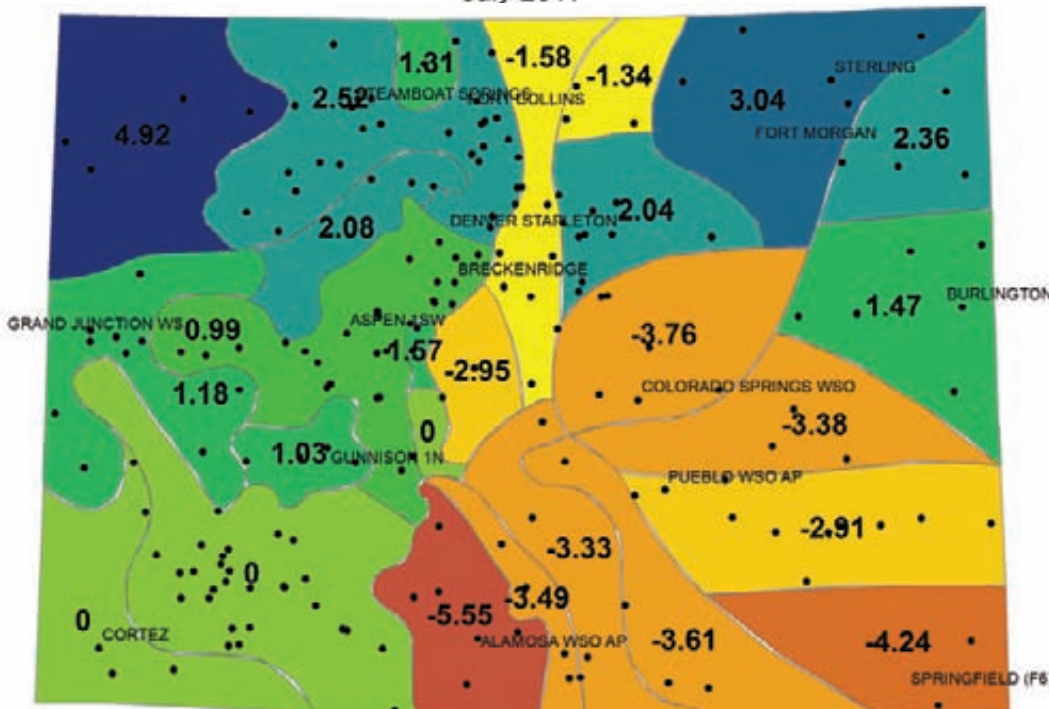 July
1.31
-1.58
-1.34
STERLING
2.52 STEAMBOAT SPRINGS FORT COLLINS
3.04
4.92
FORT MORGAN
2.36
2.08
DENVER STAPLETON
2.04
BRECKENRIDGE
BURLINGTON
1.47
GRAND JUNCTION WS
0.99
ASPEN 1SW
-3.76
-2.95
1.18
COLORADO SPRINGS WSO
-3.38
0
1.03
GUNNISON 1N
PUEBLO WSO AP
-2.91
-3.33
0
-3.49
-5.55
0
CORTEZ
ALAMOSA WSO AP
-3.61
-4.24
SPRINGFIELD (F6